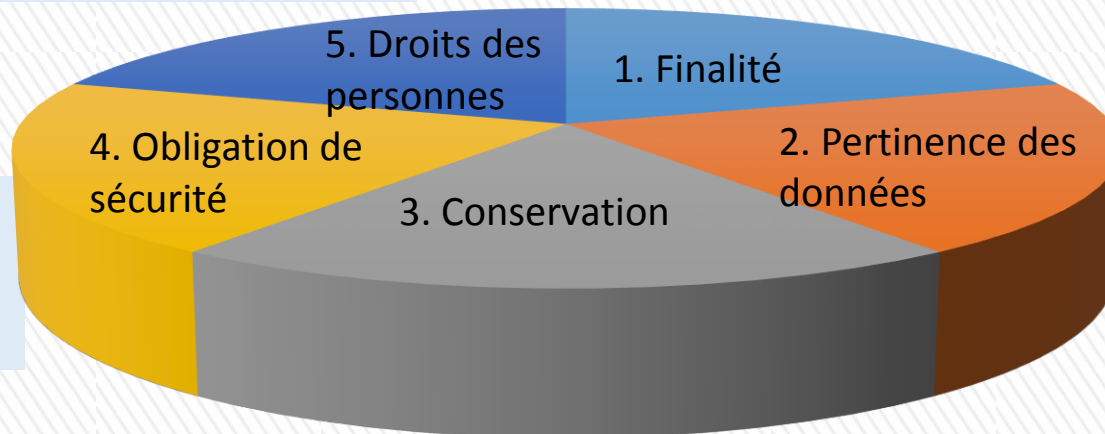 1. Finalité
2. Pertinence des
données
3. Conservation
4. Obligation de
sécurité
5. Droits des
personnes